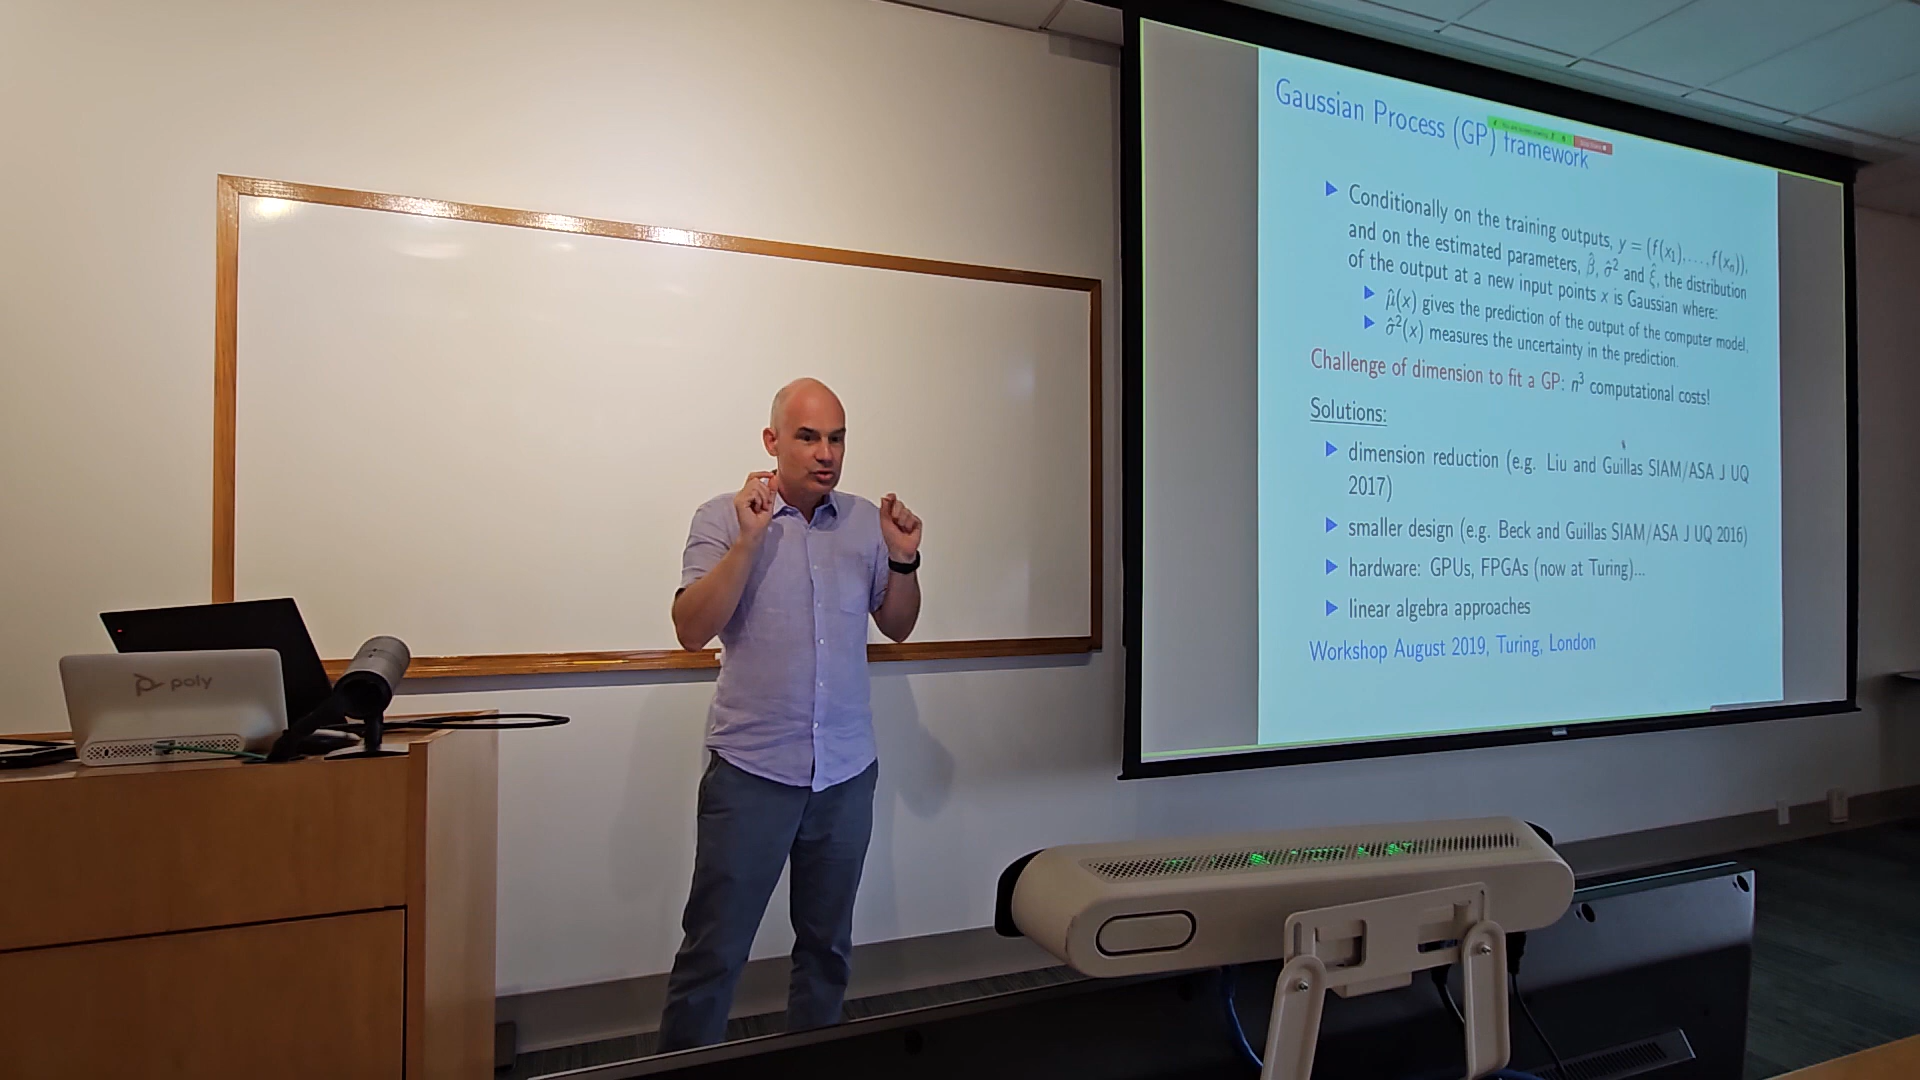 Gaussian Process (GP) framework
Conditionally on the training outputs, y = (f(x₁), . . . , f(xₙ)),
and on the estimated parameters, β̂, σ̂² and ξ̂, the distribution
of the output at a new input points x is Gaussian where:
μ̂(x) gives the prediction of the output of the computer model.
σ̂²(x) measures the uncertainty in the prediction.
Challenge of dimension to fit a GP: n³ computational costs!
Solutions:
dimension reduction (e.g. Liu and Guillas SIAM/ASA J UQ
2017)
smaller design (e.g. Beck and Guillas SIAM/ASA J UQ 2016)
hardware: GPUs, FPGAs (now at Turing)...
linear algebra approaches
Workshop August 2019, Turing, London
poly